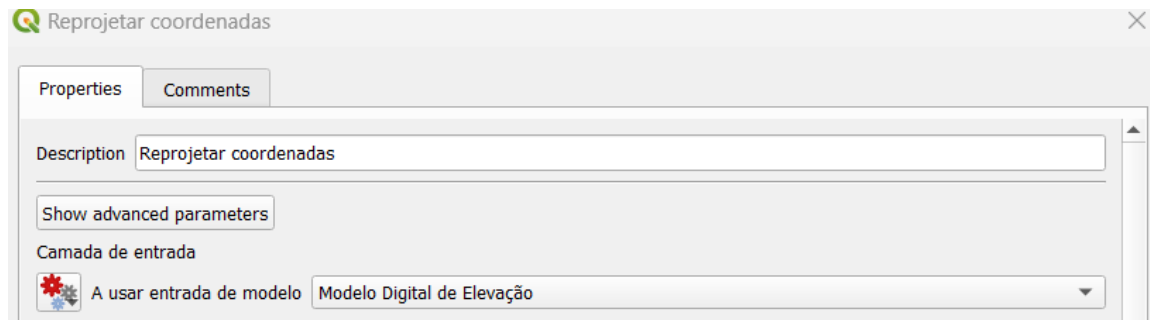 Reprojetar coordenadas
Properties Comments
Description Reprojetar coordenadas
Show advanced parameters
Camada de entrada
A usar entrada de modelo Modelo Digital de Elevação